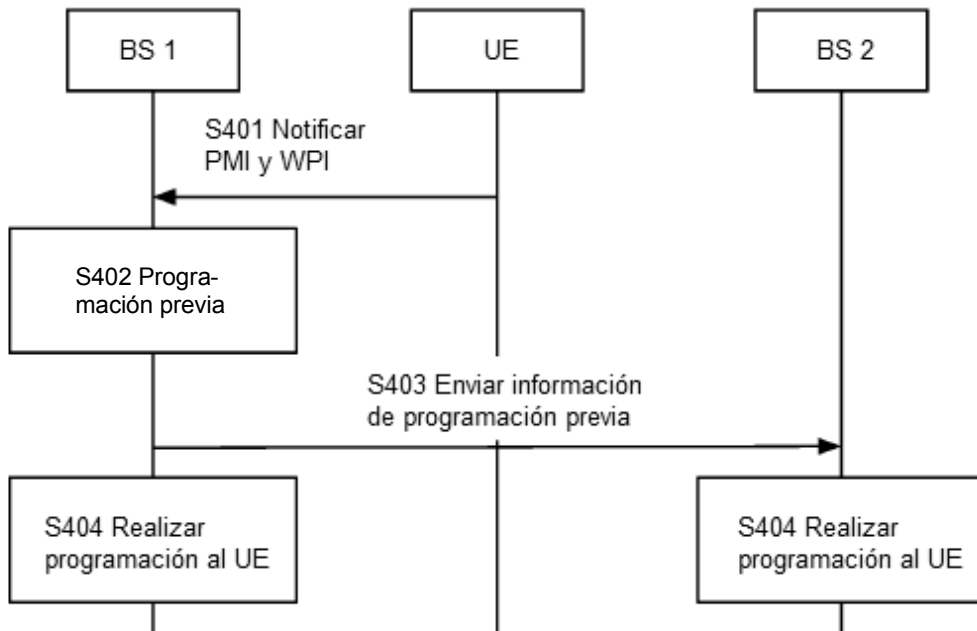 BS 1
UE
BS 2
S401 Notificar
PMI y WPI
S402 Progra-
mación previa
S403 Enviar información
de programación previa
S404 Realizar
programación al UE
S404 Realizar
programación al UE